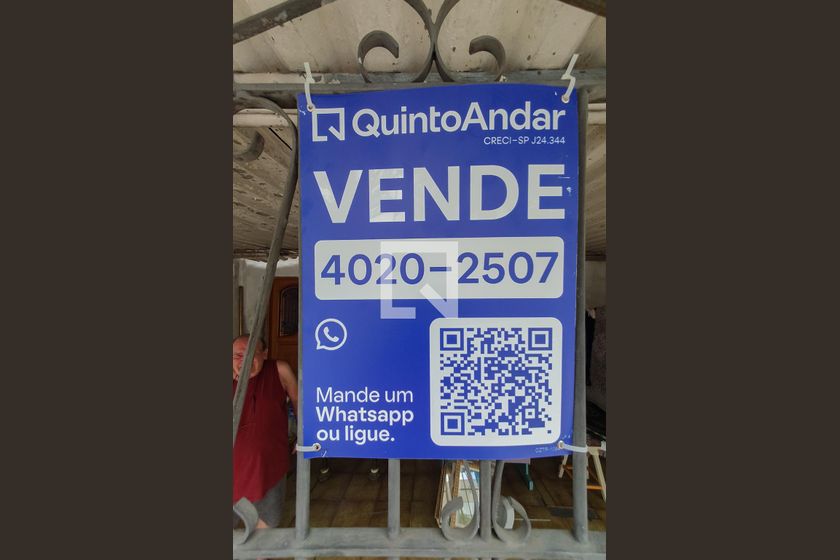 QuintoAndar
CRECI-SP J24.344
VENDE
4020-2507
Mande um
Whatsapp
ou ligue.